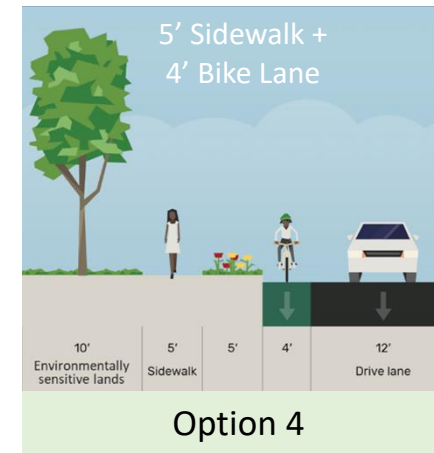 5’ Sidewalk +
4’ Bike Lane
10' 5' 5' 4' 12'
Environmentally sensitive lands Sidewalk Drive lane
Option 4